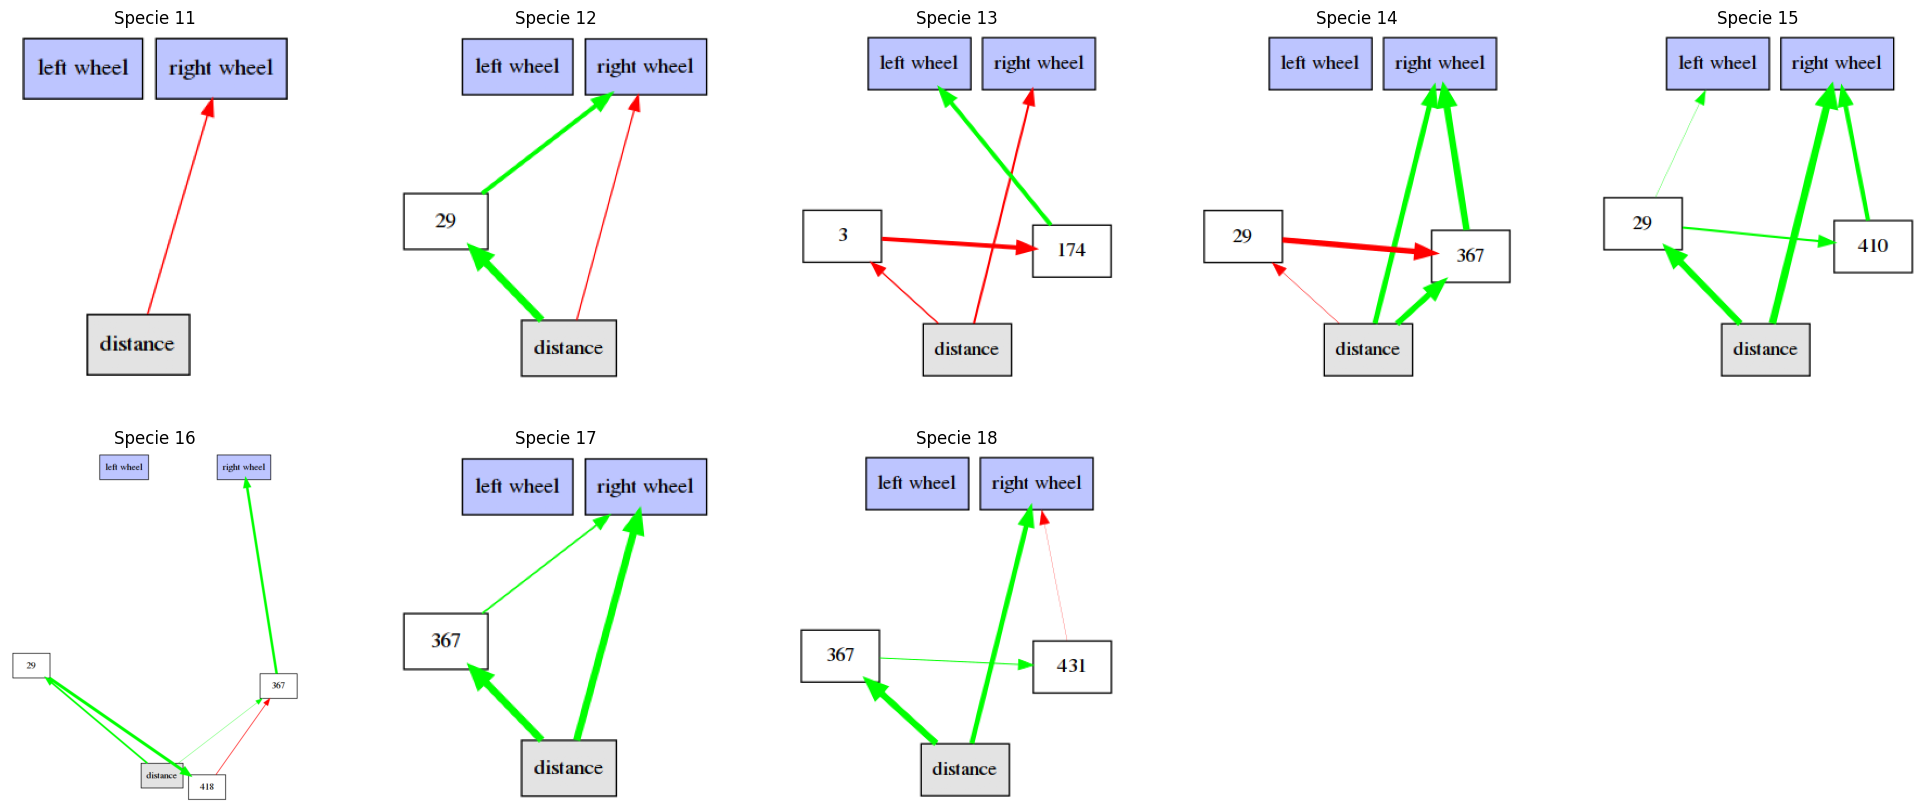 Specie 11
left wheel
right wheel
distance
Specie 12
left wheel
right wheel
29
distance
Specie 13
left wheel
right wheel
3
174
distance
Specie 14
left wheel
right wheel
29
367
distance
Specie 15
left wheel
right wheel
29
410
distance
Specie 16
left wheel
right wheel
29
367
distance
418
Specie 17
left wheel
right wheel
367
distance
Specie 18
left wheel
right wheel
367
431
distance